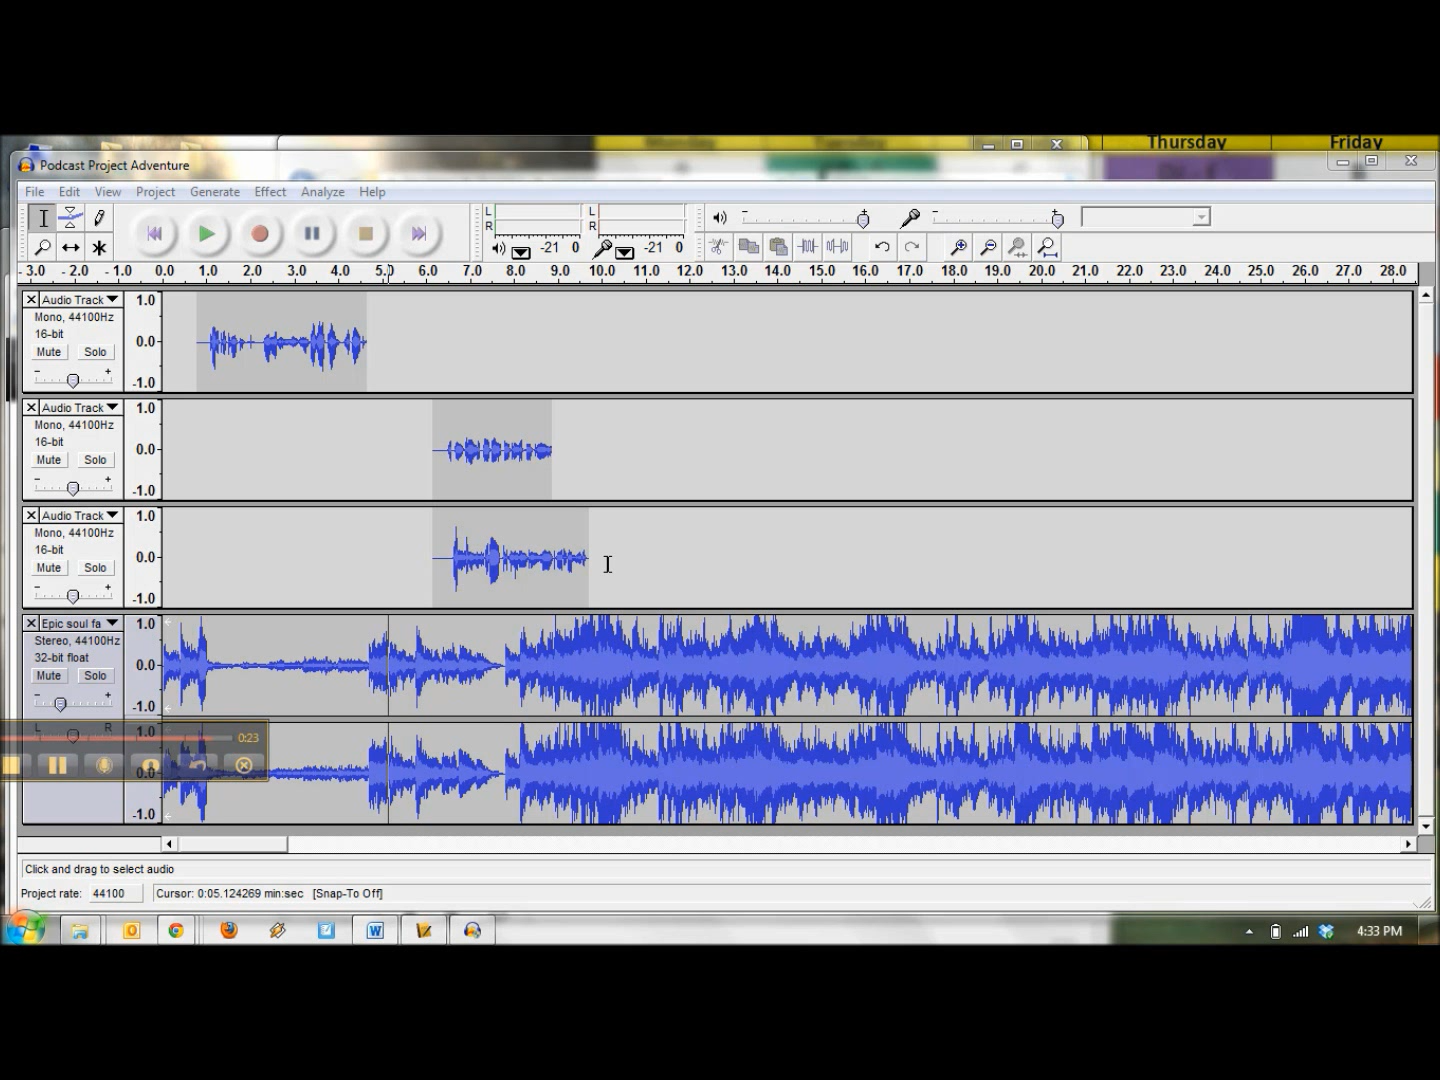 Monday Tuesday Thursday Friday
Podcast Project Adventure
File Edit View Project Generate Effect Analyze Help
L
R
-21 0
L
R
-21 0
- 3.0 - 2.0 - 1.0 0.0 1.0 2.0 3.0 4.0 5.0 6.0 7.0 8.0 9.0 10.0 11.0 12.0 13.0 14.0 15.0 16.0 17.0 18.0 19.0 20.0 21.0 22.0 23.0 24.0 25.0 26.0 27.0 28.0
Audio Track
Mono, 44100Hz
16-bit
Mute Solo
- +
1.0
0.0
-1.0
Audio Track
Mono, 44100Hz
16-bit
Mute Solo
- +
1.0
0.0
-1.0
Audio Track
Mono, 44100Hz
16-bit
Mute Solo
- +
1.0
0.0
-1.0
Epic soul fa
Stereo, 44100Hz
32-bit float
Mute Solo
- +
L R
1.0
0.0
-1.0
1.0
0.0
-1.0
0:23
Click and drag to select audio
Project rate: 44100 Cursor: 0:05.124269 min:sec [Snap-To Off]
4:33 PM